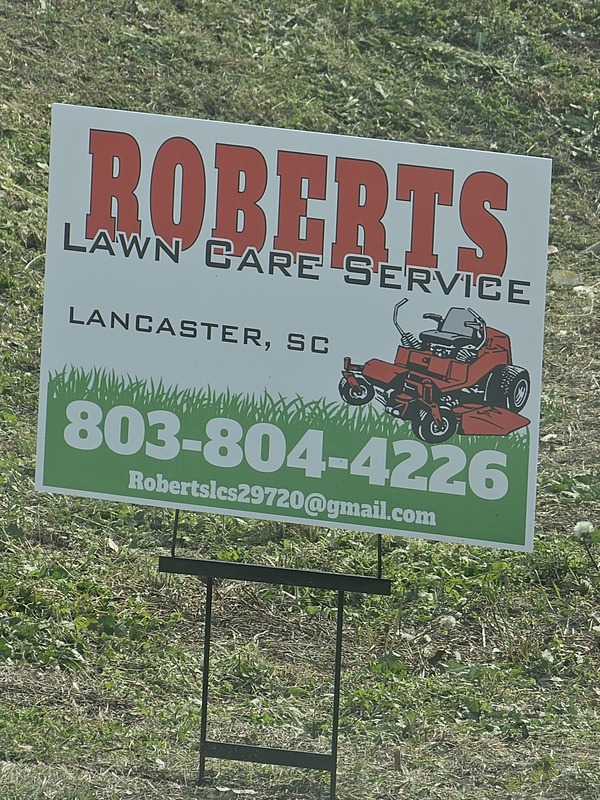 ROBERTS
LAWN CARE SERVICE
LANCASTER, SC
803-804-4226
Robertslcs29720@gmail.com